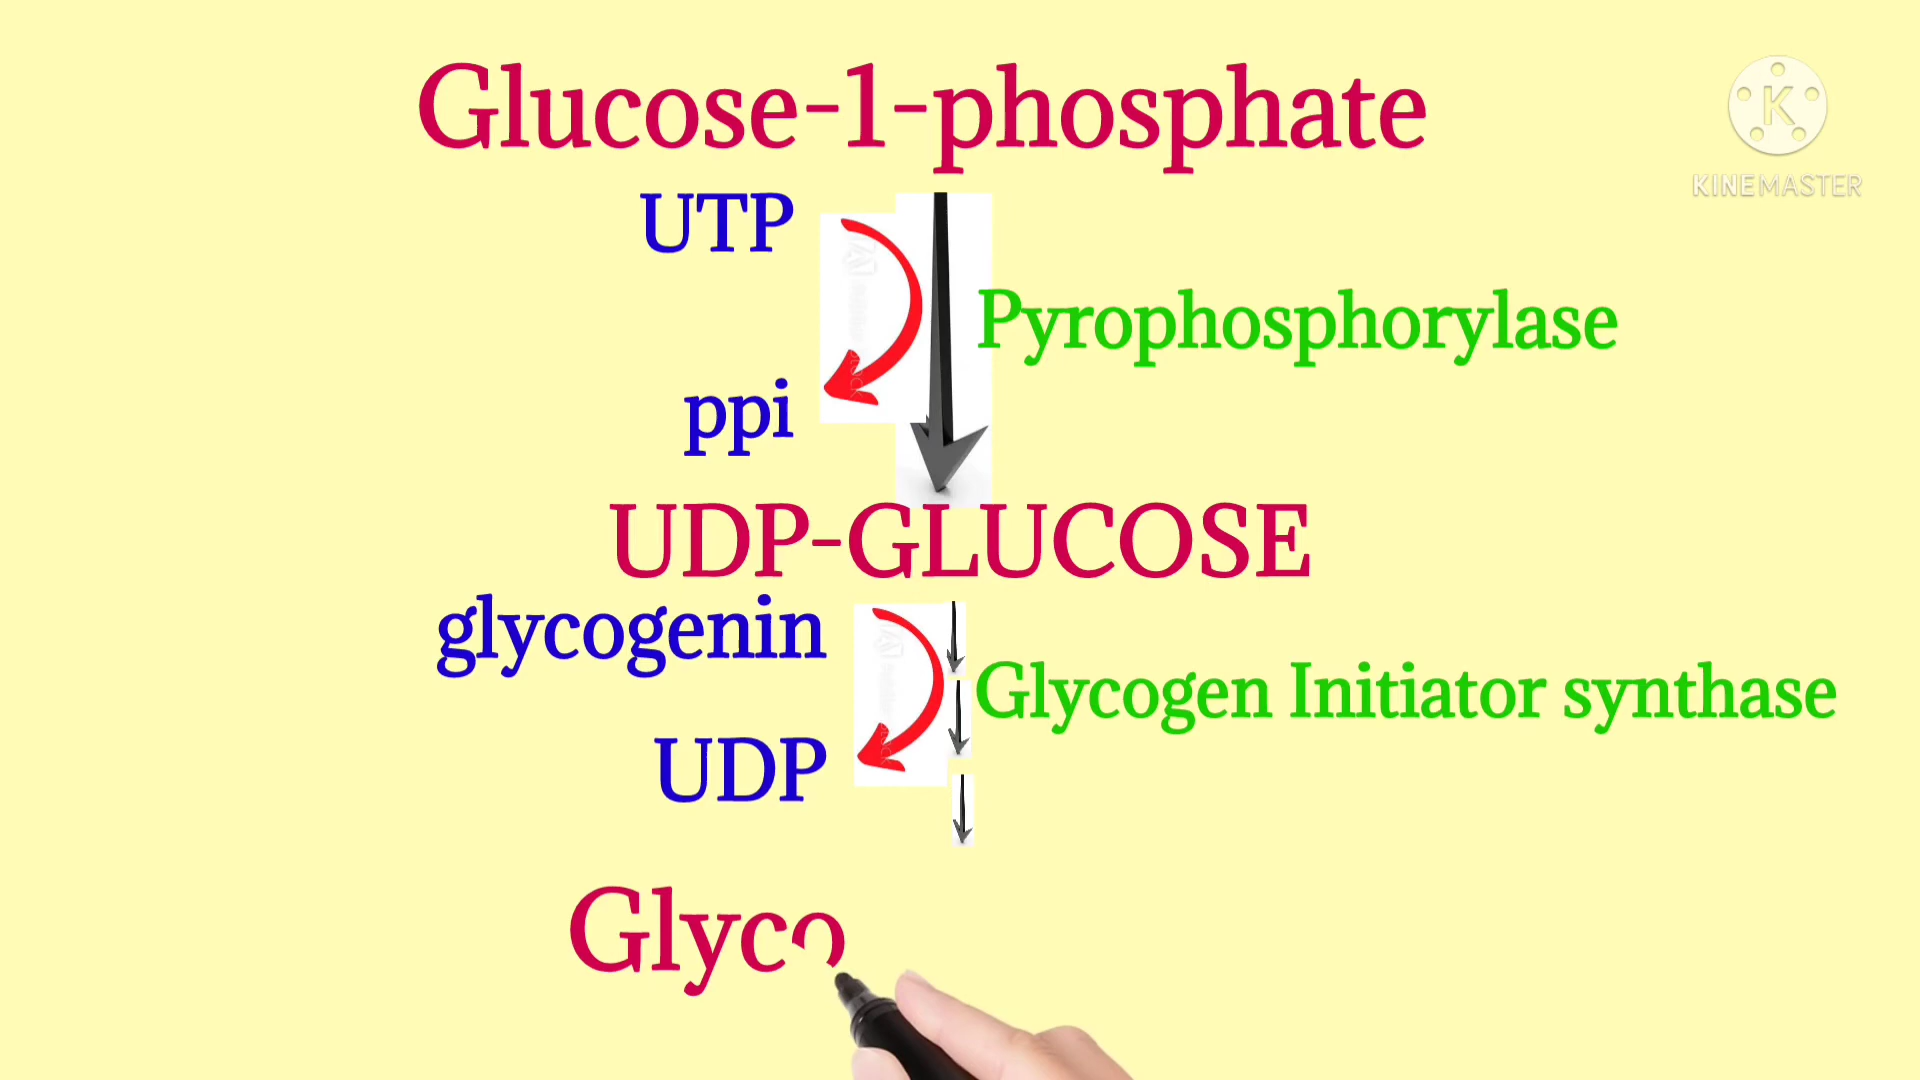 Glucose-1-phosphate
K
KINEMASTER
UTP
Pyrophosphorylase
ppi
UDP-GLUCOSE
glycogenin
Glycogen Initiator synthase
UDP
Glyco